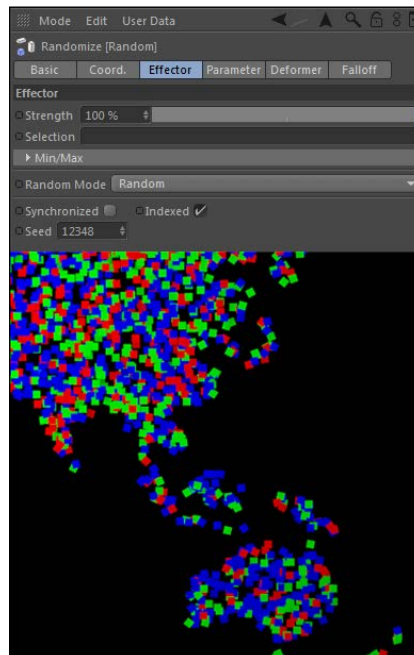 Mode Edit User Data
Randomize [Random]
Basic Coord. Effector Parameter Deformer Falloff
Effector
Strength 100 %
Selection
Min/Max
Random Mode Random
Synchronized Indexed
Seed 12348